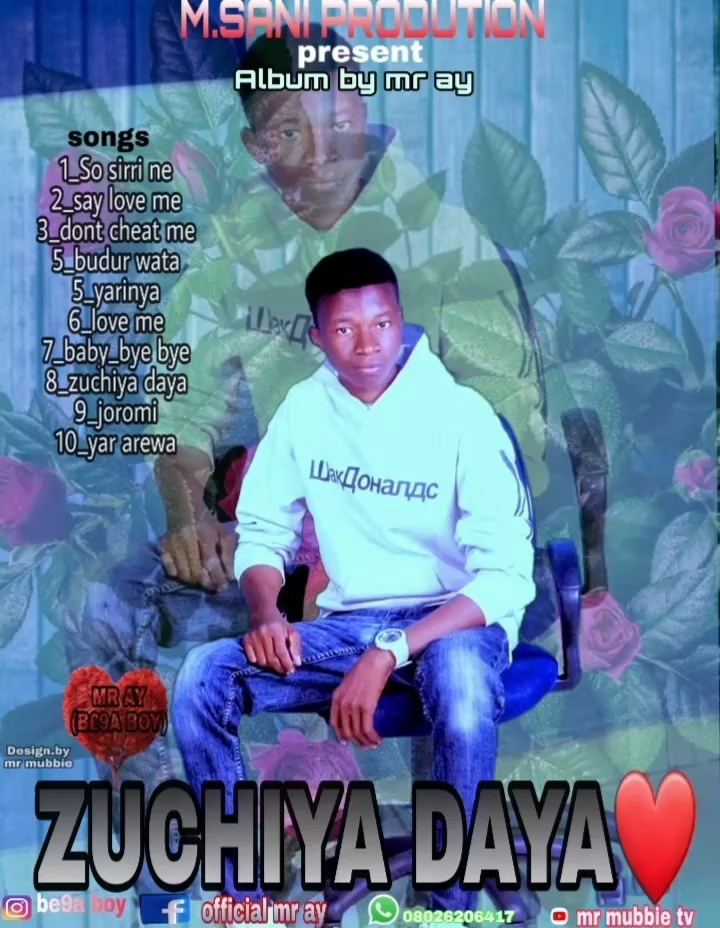 M.SANI PRODUTION
present
Album by mr ay
songs
1_So sirri ne
2_say love me
3_dont cheat me
5_budur wata
5_yarinya
6_love me
7_baby_bye bye
8_zuchiya daya
9_joromi
10_yar arewa
ШакД
ШакДоналдс
MR AY
(BE9A BOY)
Design.by
mr mubbie
ZUCHIYA DAYA
be9a boy
official mr ay
08026206417
mr mubbie tv